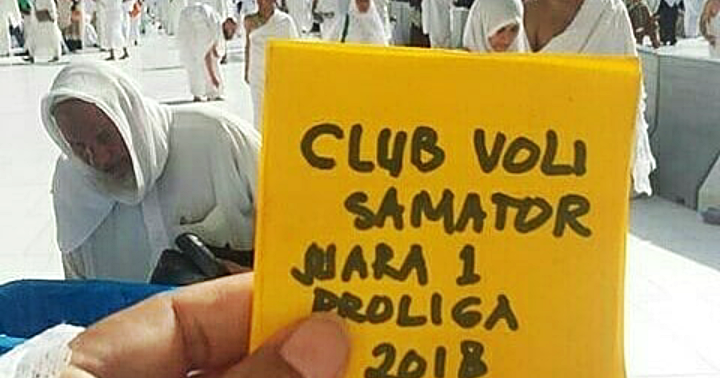 CLUB VOLI
SAMATOR
JUARA 1
PROLIGA
2018